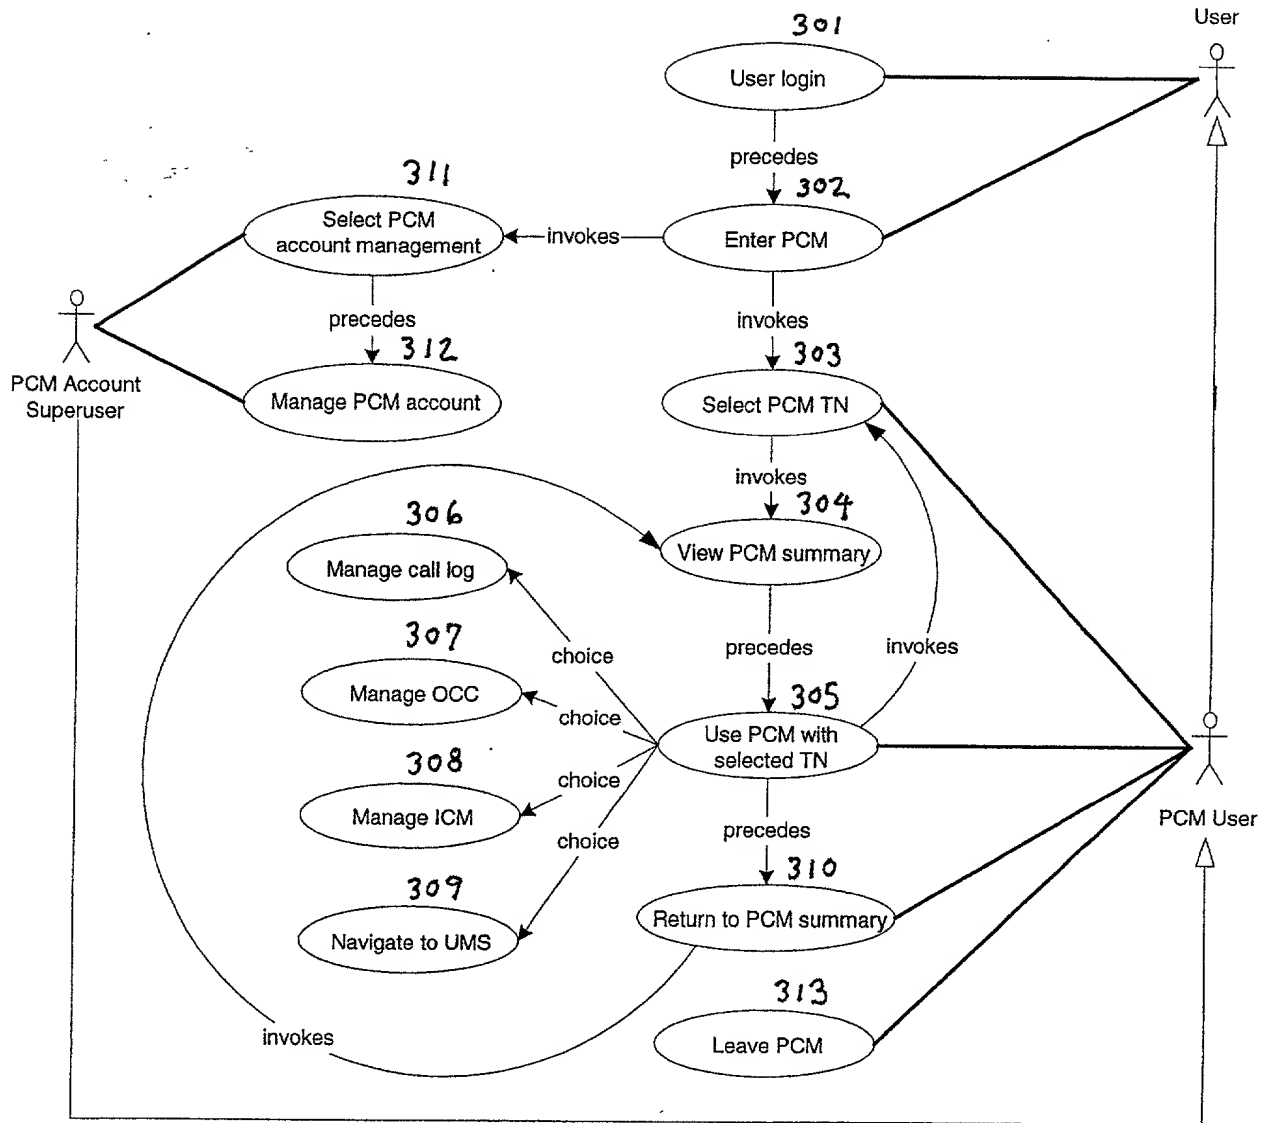 301
User
User login
precedes
302
311
Select PCM
account management
invokes
Enter PCM
precedes
invokes
312
303
PCM Account
Superuser
Manage PCM account
Select PCM TN
invokes
304
306
Manage call log
View PCM summary
307
choice
precedes
invokes
Manage OCC
choice
305
Use PCM with
selected TN
308
choice
Manage ICM
choice
precedes
PCM User
309
310
Navigate to UMS
Return to PCM summary
313
invokes
Leave PCM